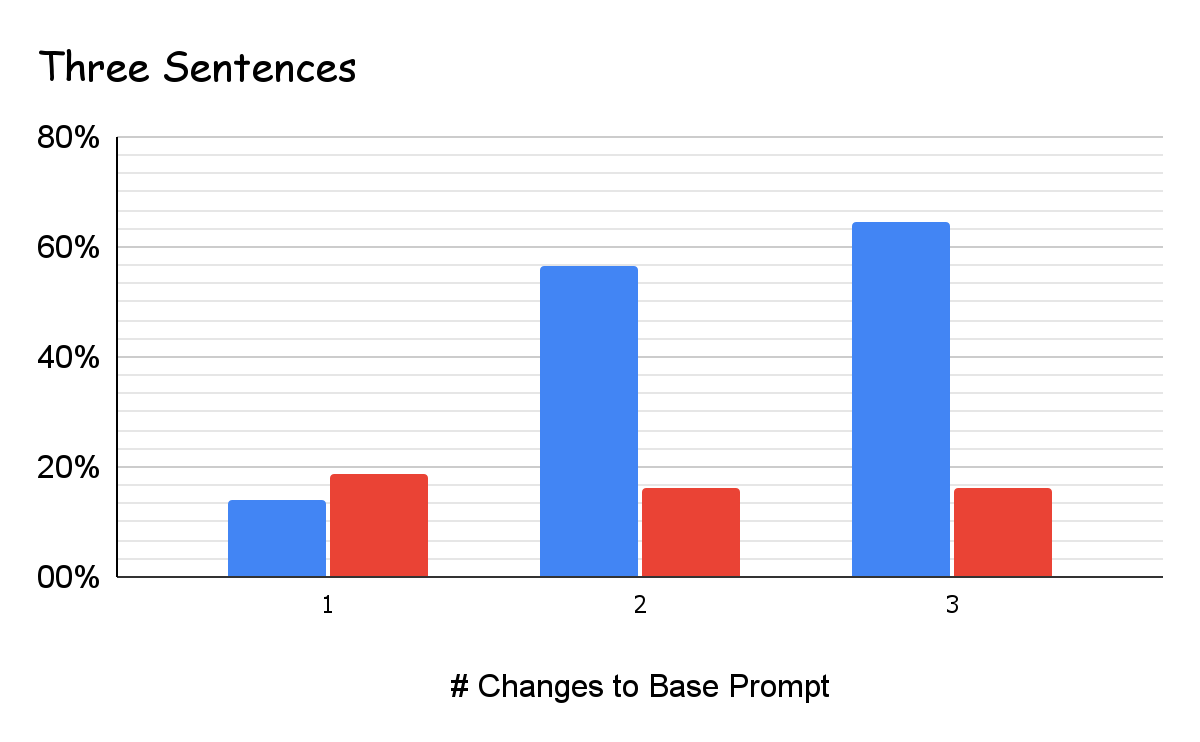 Three Sentences
80%
60%
40%
20%
00%
1 2 3
# Changes to Base Prompt